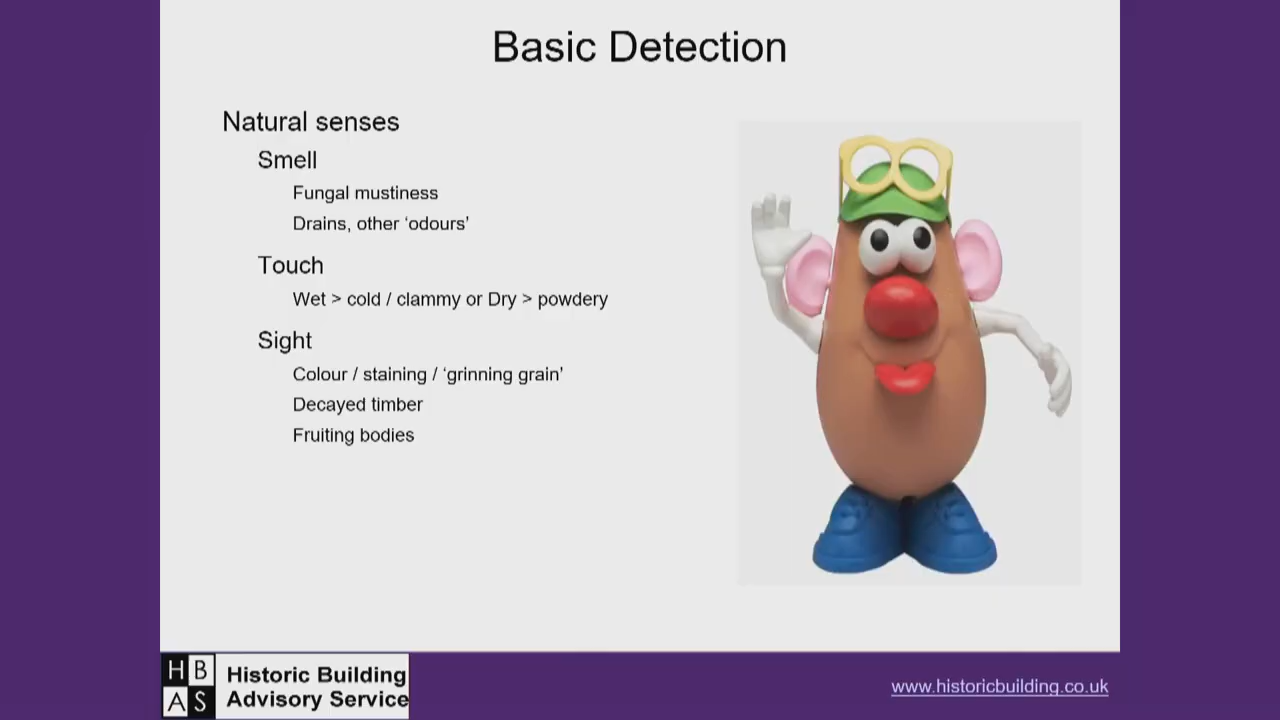 Basic Detection
Natural senses
Smell
Fungal mustiness
Drains, other ‘odours’
Touch
Wet > cold / clammy or Dry > powdery
Sight
Colour / staining / ‘grinning grain’
Decayed timber
Fruiting bodies
H B
A S
Historic Building
Advisory Service
www.historicbuilding.co.uk